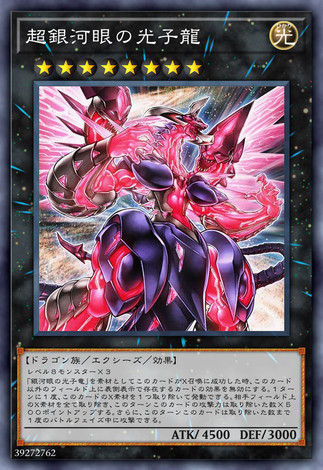 超銀河眼の光子龍
光
【ドラゴン族／エクシーズ／効果】
レベル8モンスター×3
「銀河眼の光子竜」を素材としてこのカードがX召喚に成功した時、このカード
以外のフィールド上に表側表示で存在するカードの効果を無効にする。1ター
ンに1度、このカードのX素材を1つ取り除いて発動できる。相手フィールド上
のX素材を全て取り除き、このターンこのカードの攻撃力は取り除いた数×5
00ポイントアップする。さらに、このターンこのカードは取り除いた数まで
1度のバトルフェイズ中に攻撃できる。
ATK/ 4500 DEF/3000
39272762